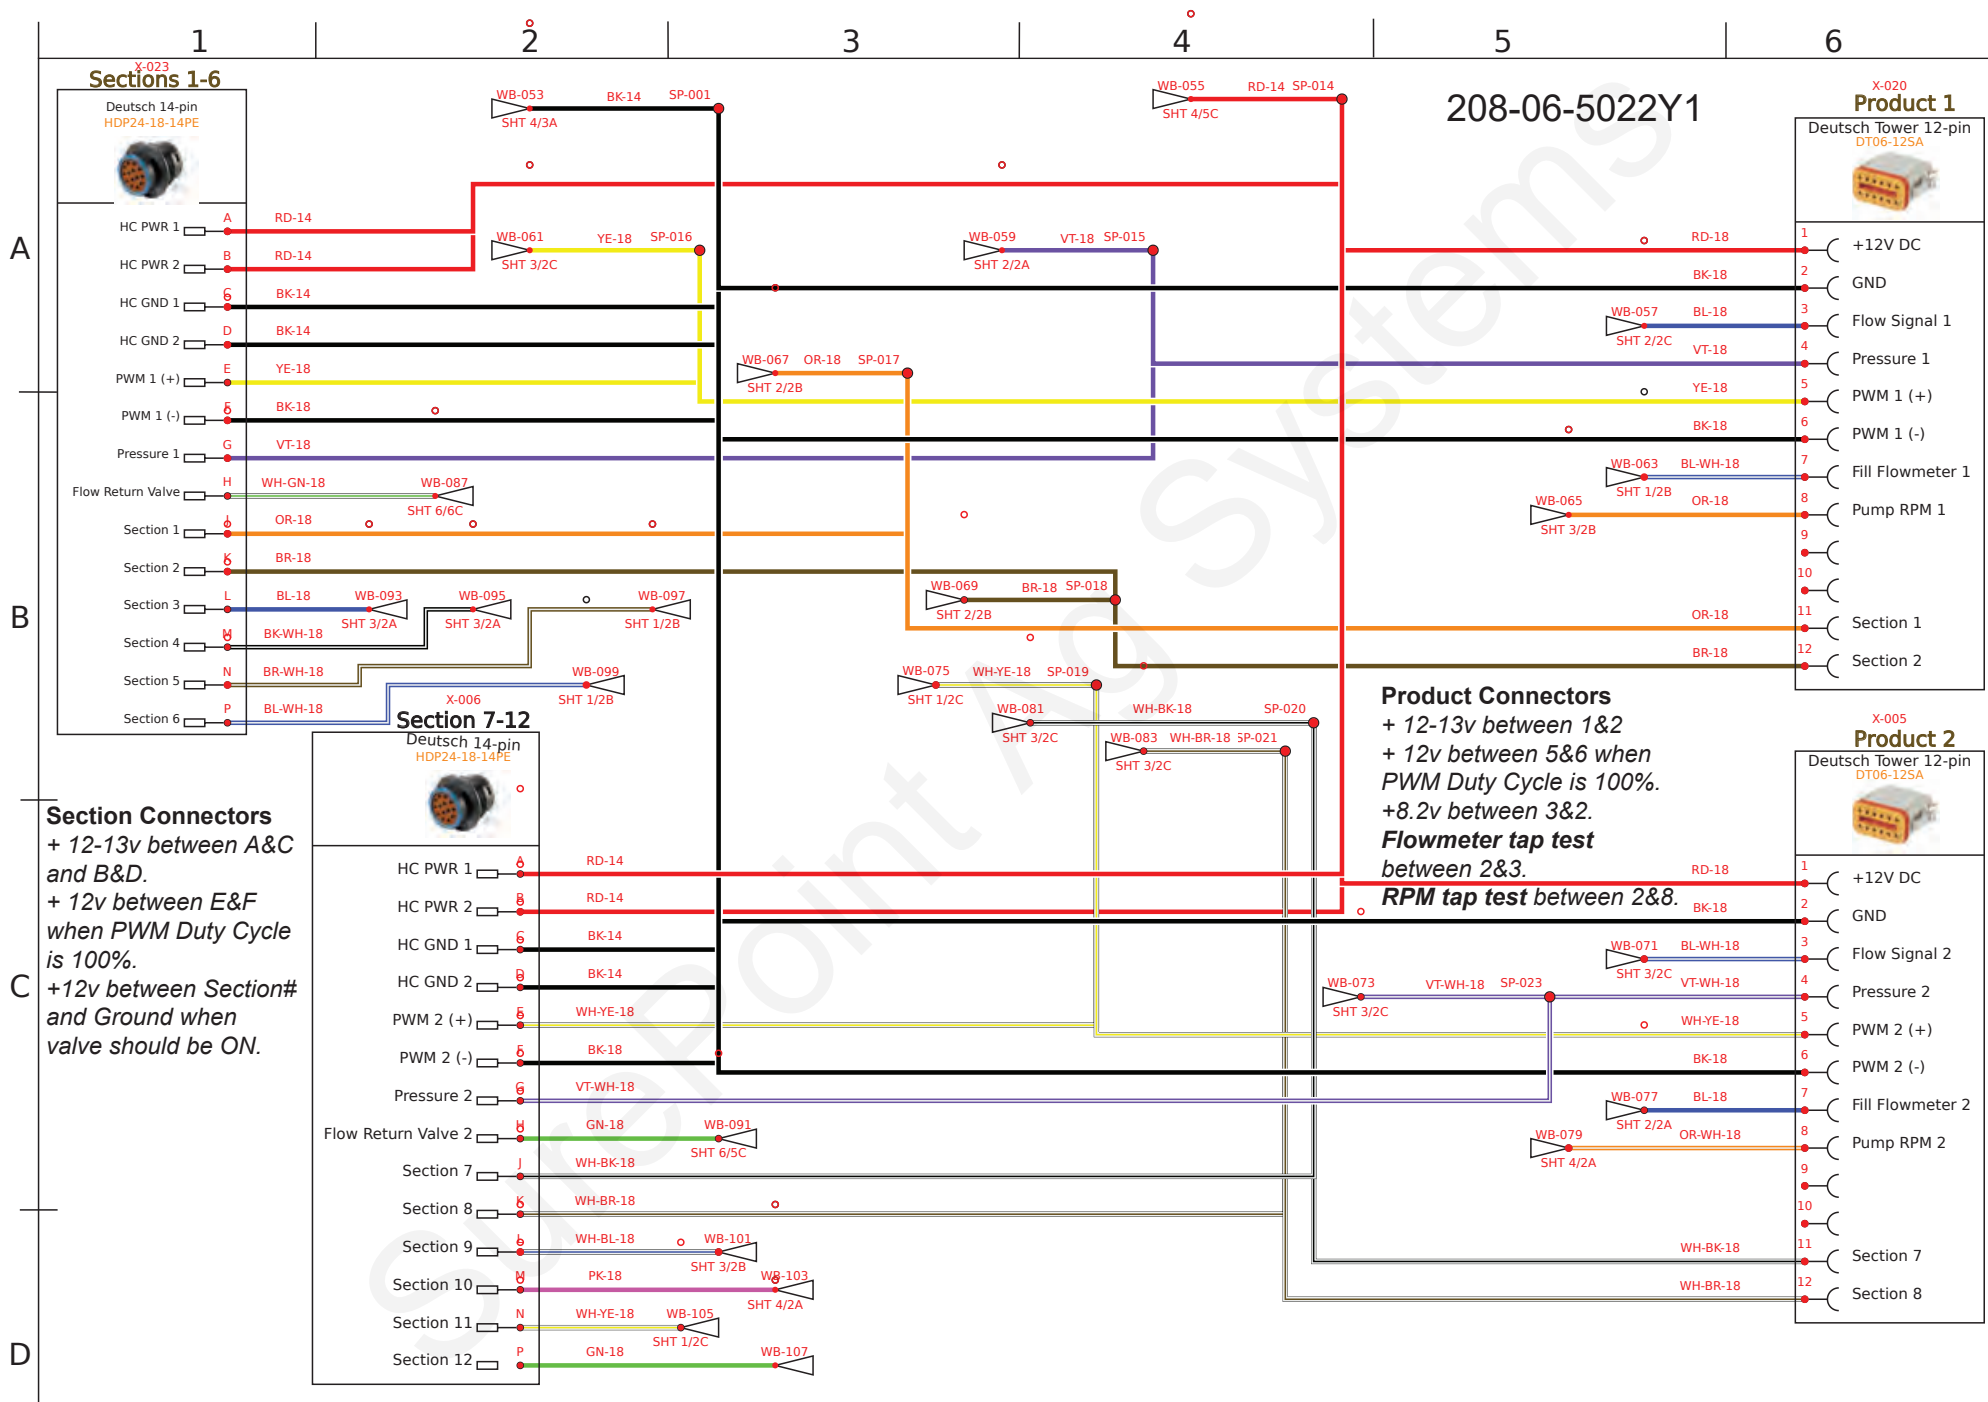 1 2 3 4 5 6
A
B
C
D
208-06-5022Y1
SurePoint Ag Systems
X-023
Sections 1-6
Deutsch 14-pin
HDP24-18-14PE
HC PWR 1 A RD-14
HC PWR 2 B RD-14
HC GND 1 C BK-14
HC GND 2 D BK-14
PWM 1 (+) E YE-18
PWM 1 (-) F BK-18
Pressure 1 G VT-18
Flow Return Valve H WH-GN-18 WB-087
SHT 6/6C
Section 1 J OR-18
Section 2 K BR-18
Section 3 L BL-18 WB-093
SHT 3/2A
Section 4 M BK-WH-18 WB-095
SHT 3/2A
Section 5 N BR-WH-18 WB-097
SHT 1/2B
Section 6 P BL-WH-18 WB-099
SHT 1/2B
WB-053 BK-14 SP-001
SHT 4/3A
WB-055 RD-14 SP-014
SHT 4/5C
WB-061 YE-18 SP-016
SHT 3/2C
WB-059 VT-18 SP-015
SHT 2/2A
WB-067 OR-18 SP-017
SHT 2/2B
WB-069 BR-18 SP-018
SHT 2/2B
WB-075 WH-YE-18 SP-019
SHT 1/2C
WB-081 WH-BK-18 SP-020
SHT 3/2C
WB-083 WH-BR-18 SP-021
SHT 3/2C
X-020
Product 1
Deutsch Tower 12-pin
DT06-12SA
RD-18 1 +12V DC
BK-18 2 GND
WB-057 BL-18 3 Flow Signal 1
SHT 2/2C
VT-18 4 Pressure 1
YE-18 5 PWM 1 (+)
BK-18 6 PWM 1 (-)
WB-063 BL-WH-18 7 Fill Flowmeter 1
SHT 1/2B
WB-065 OR-18 8 Pump RPM 1
SHT 3/2B
9
10
OR-18 11 Section 1
BR-18 12 Section 2
Product Connectors
+ 12-13v between 1&2
+ 12v between 5&6 when
PWM Duty Cycle is 100%.
+8.2v between 3&2.
Flowmeter tap test
between 2&3.
RPM tap test between 2&8.
Section Connectors
+ 12-13v between A&C
and B&D.
+ 12v between E&F
when PWM Duty Cycle
is 100%.
+12v between Section#
and Ground when
valve should be ON.
X-006
Section 7-12
Deutsch 14-pin
HDP24-18-14PE
HC PWR 1 A RD-14
HC PWR 2 B RD-14
HC GND 1 C BK-14
HC GND 2 D BK-14
PWM 2 (+) E WH-YE-18
PWM 2 (-) F BK-18
Pressure 2 G VT-WH-18
Flow Return Valve 2 H GN-18 WB-091
SHT 6/5C
Section 7 J WH-BK-18
Section 8 K WH-BR-18
Section 9 L WH-BL-18 WB-101
SHT 3/2B
Section 10 M PK-18 WB-103
SHT 4/2A
Section 11 N WH-YE-18 WB-105
SHT 1/2C
Section 12 P GN-18 WB-107
X-005
Product 2
Deutsch Tower 12-pin
DT06-12SA
RD-18 1 +12V DC
BK-18 2 GND
WB-071 BL-WH-18 3 Flow Signal 2
SHT 3/2C
WB-073 VT-WH-18 SP-023 VT-WH-18 4 Pressure 2
SHT 3/2C
WH-YE-18 5 PWM 2 (+)
BK-18 6 PWM 2 (-)
WB-077 BL-18 7 Fill Flowmeter 2
SHT 2/2A
WB-079 OR-WH-18 8 Pump RPM 2
SHT 4/2A
9
10
WH-BK-18 11 Section 7
WH-BR-18 12 Section 8